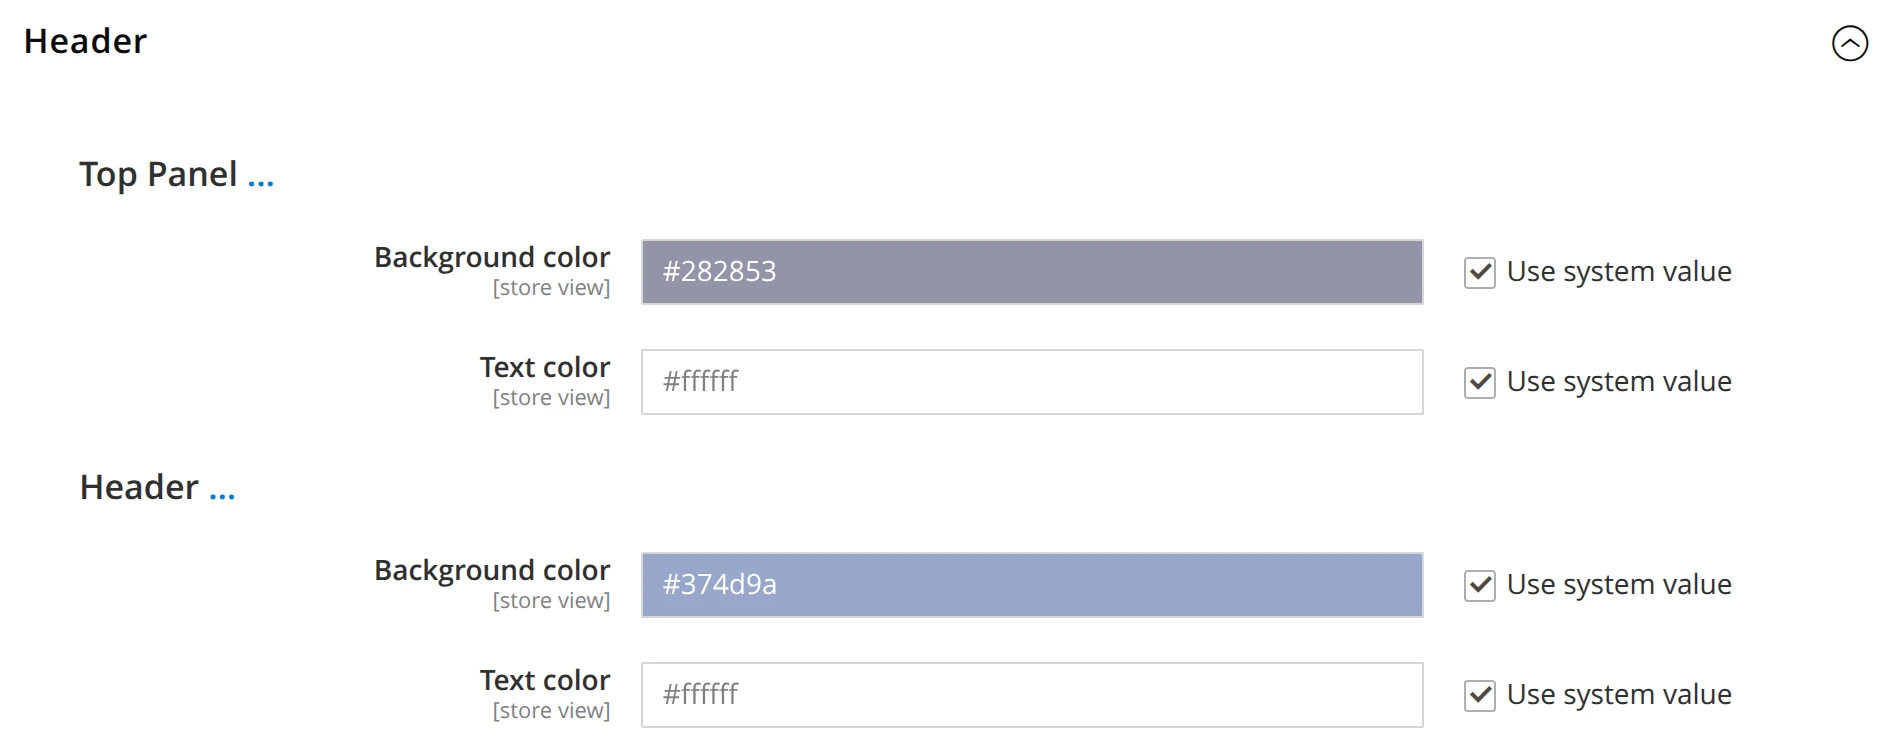 Header
Top Panel ...
Background color
[store view]
#282853
Use system value
Text color
[store view]
#ffffff
Use system value
Header ...
Background color
[store view]
#374d9a
Use system value
Text color
[store view]
#ffffff
Use system value